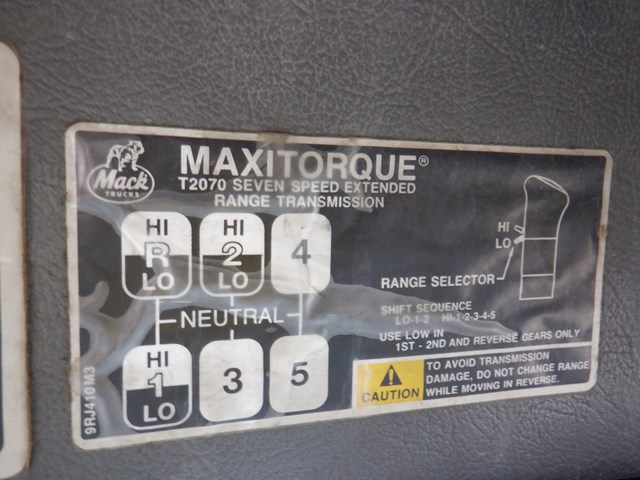 Mack
TRUCKS
MAXITORQUE®
T2070 SEVEN SPEED EXTENDED
RANGE TRANSMISSION
HI HI
R 2 4
LO LO
NEUTRAL
HI
1 3 5
LO
HI
LO
RANGE SELECTOR
SHIFT SEQUENCE
LO-1-2 HI-1-2-3-4-5
USE LOW IN
1ST - 2ND AND REVERSE GEARS ONLY
CAUTION
TO AVOID TRANSMISSION
DAMAGE, DO NOT CHANGE RANGE
WHILE MOVING IN REVERSE.
9RJ410M3